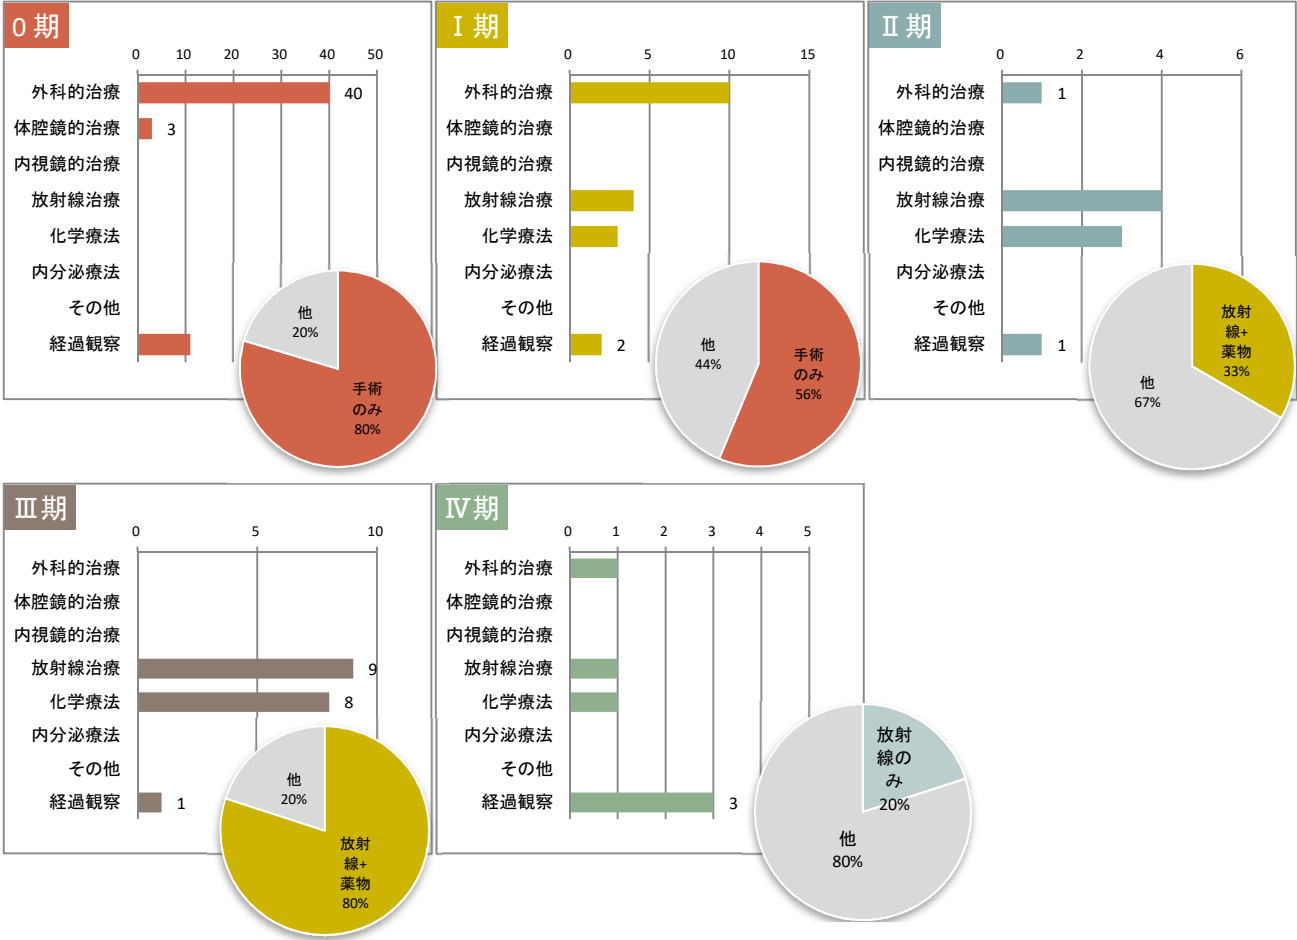 0期
0 10 20 30 40 50
外科的治療 40
体腔鏡的治療 3
内視鏡的治療
放射線治療
化学療法
内分泌療法
その他
経過観察
他
20%
手術
のみ
80%
Ⅰ期
0 5 10 15
外科的治療
体腔鏡的治療
内視鏡的治療
放射線治療
化学療法
内分泌療法
その他
経過観察 2
他
44%
手術
のみ
56%
Ⅱ期
0 2 4 6
外科的治療 1
体腔鏡的治療
内視鏡的治療
放射線治療
化学療法
内分泌療法
その他
経過観察 1
放射
線+
薬物
33%
他
67%
Ⅲ期
0 5 10
外科的治療
体腔鏡的治療
内視鏡的治療
放射線治療 9
化学療法 8
内分泌療法
その他
経過観察 1
他
20%
放射
線+
薬物
80%
Ⅳ期
0 1 2 3 4 5
外科的治療
体腔鏡的治療
内視鏡的治療
放射線治療
化学療法
内分泌療法
その他
経過観察 3
放射
線の
み
20%
他
80%